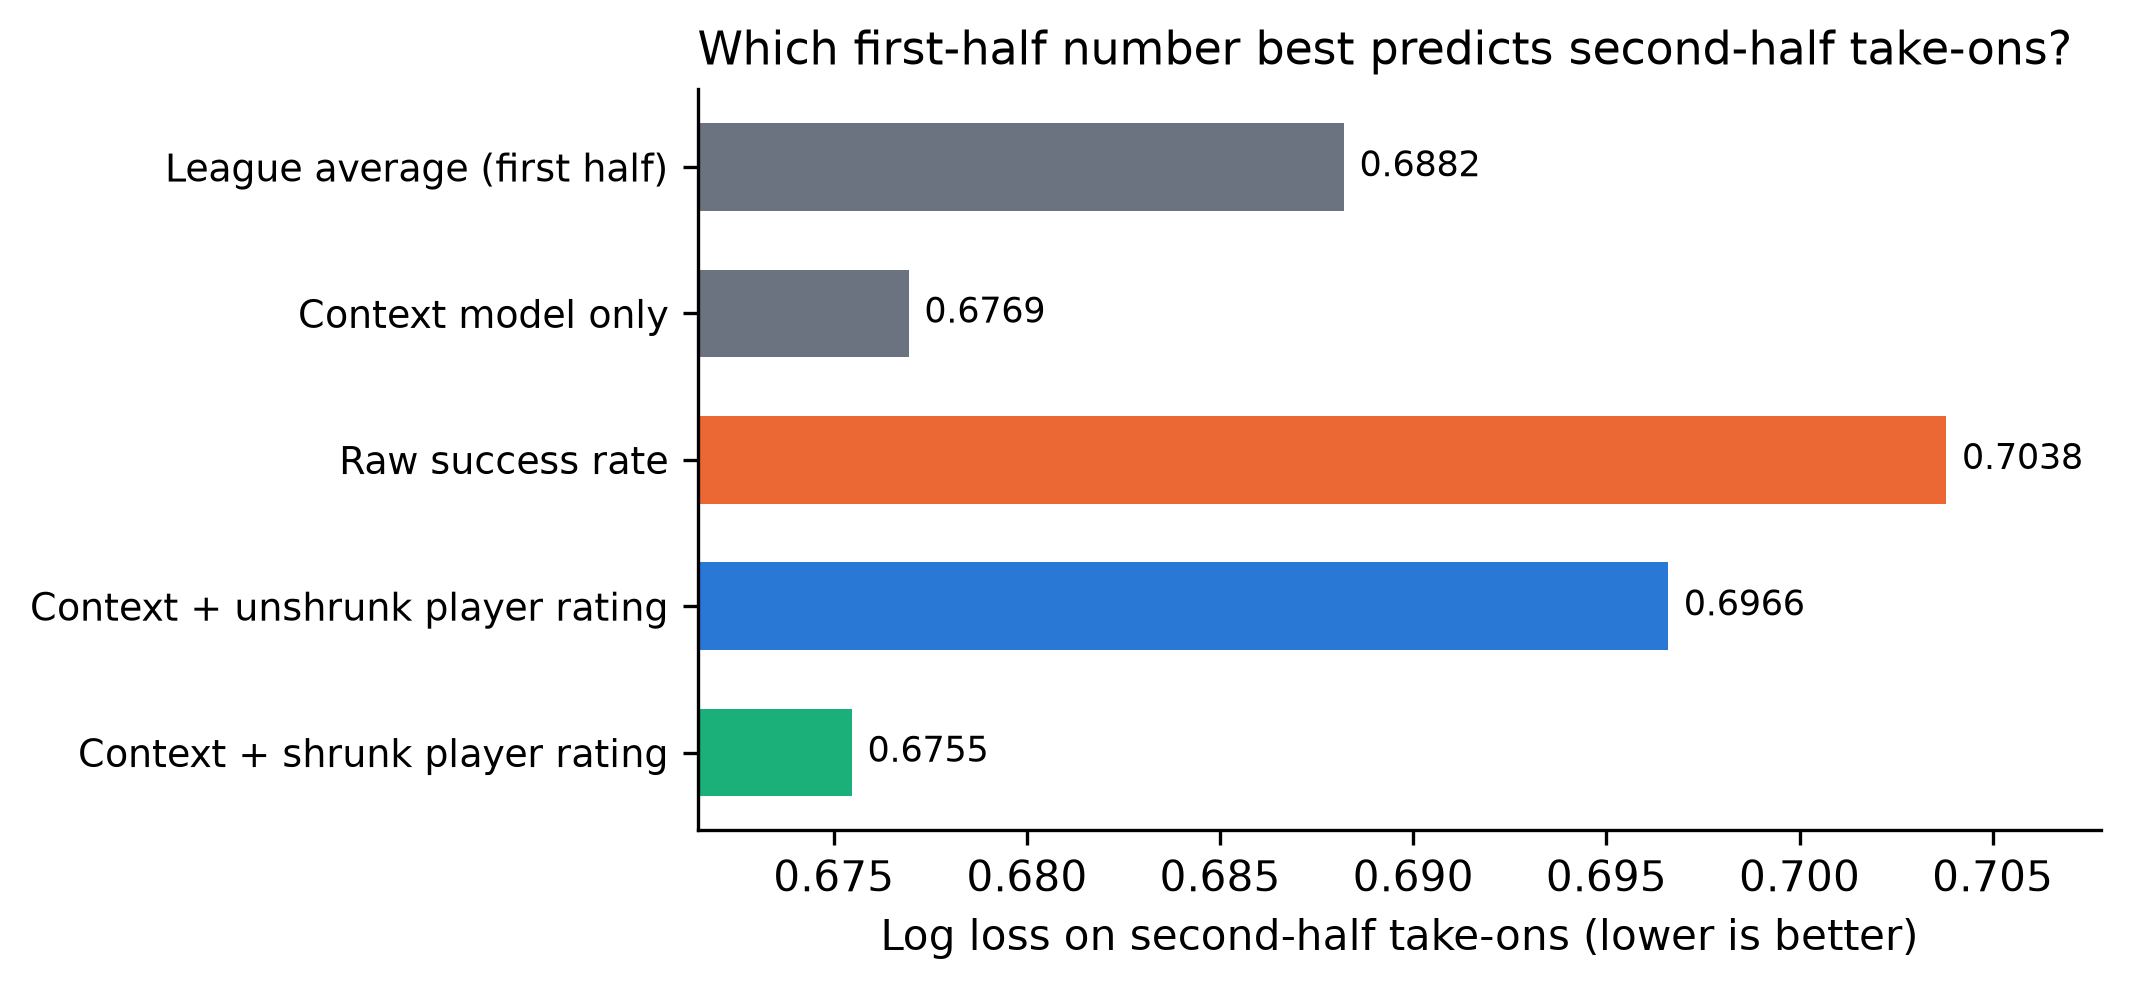 Which first-half number best predicts second-half take-ons?
League average (first half)
0.6882
Context model only
0.6769
Raw success rate
0.7038
Context + unshrunk player rating
0.6966
Context + shrunk player rating
0.6755
0.675 0.680 0.685 0.690 0.695 0.700 0.705
Log loss on second-half take-ons (lower is better)